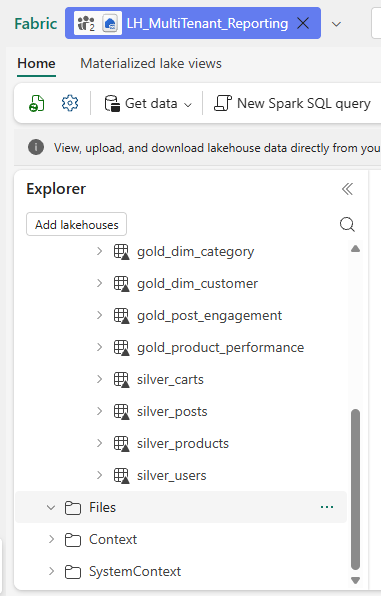 Fabric 2 LH_MultiTenant_Reporting
Home Materialized lake views
Get data New Spark SQL query
View, upload, and download lakehouse data directly from you
Explorer
Add lakehouses
gold_dim_category
gold_dim_customer
gold_post_engagement
gold_product_performance
silver_carts
silver_posts
silver_products
silver_users
Files
Context
SystemContext